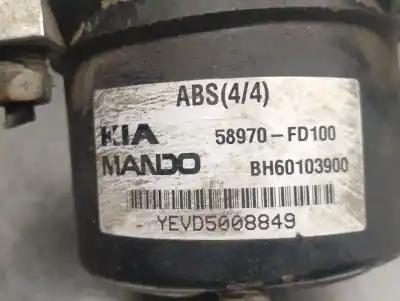 ABS(4/4)
KIA 58970-FD100
MANDO BH60103900
YEVD5008849